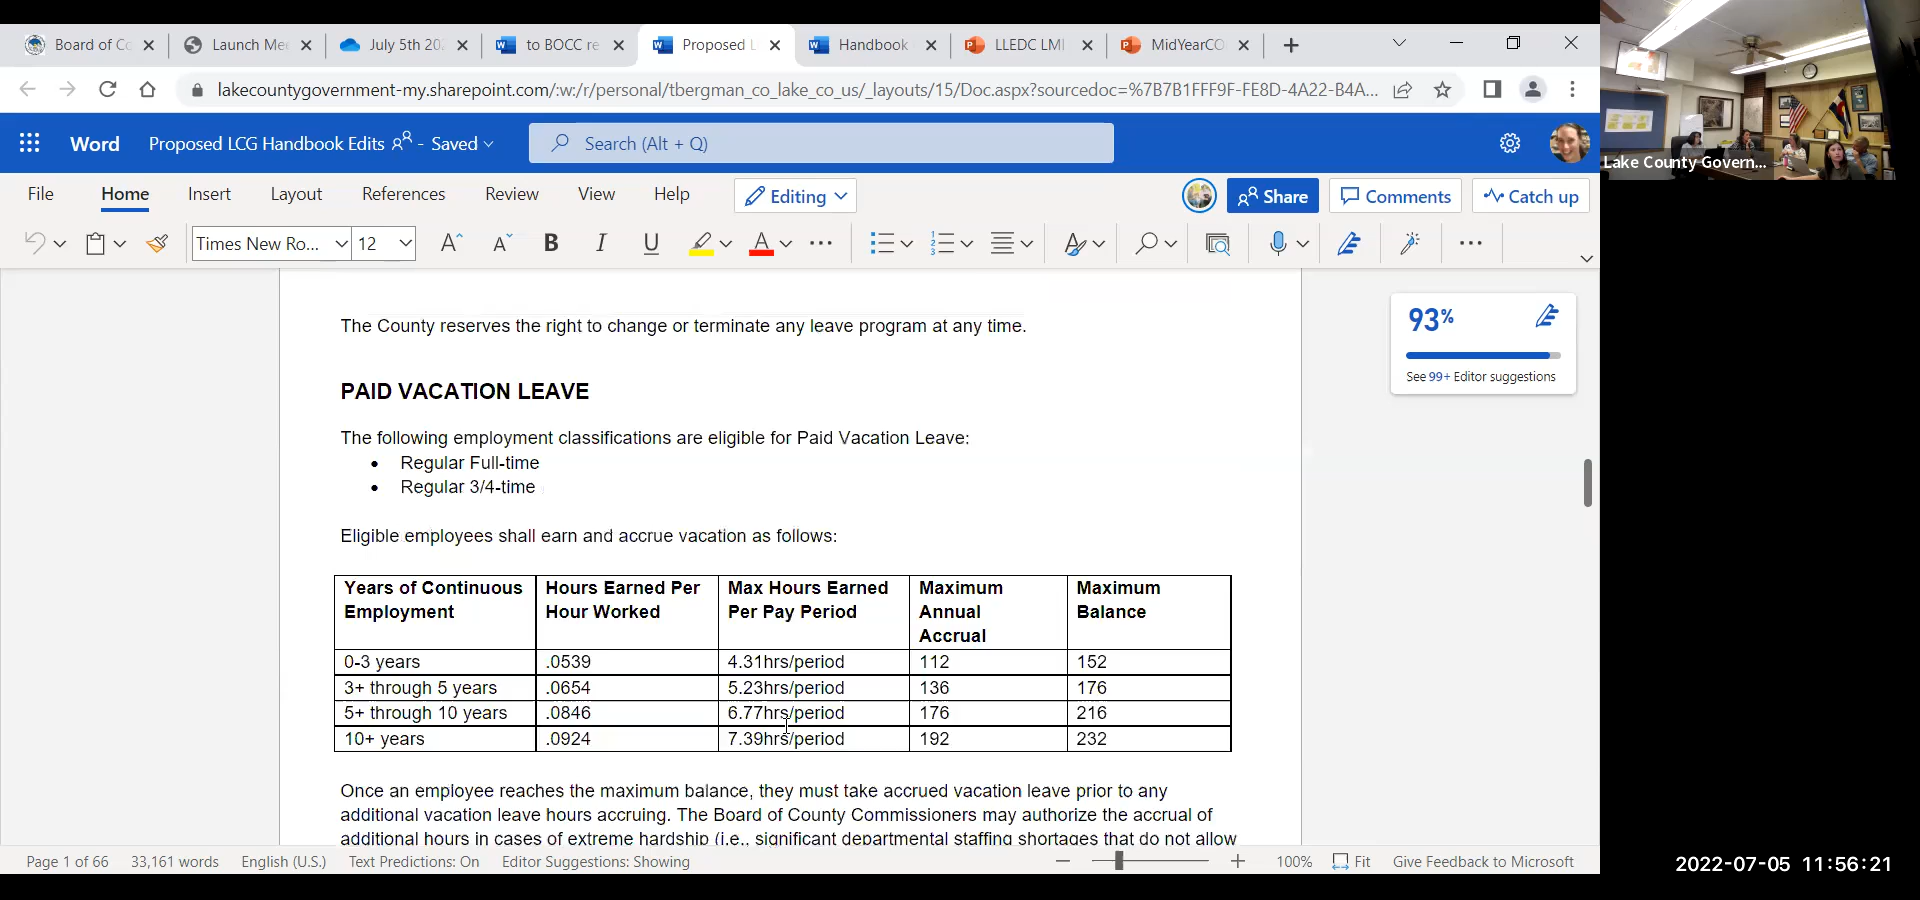 Board of Co
Launch Mee
July 5th 202
to BOCC re
Proposed L
Handbook
LLEDC LMI
MidYearCO
lakecountygovernment-my.sharepoint.com/:w:/r/personal/tbergman_co_lake_co_us/_layouts/15/Doc.aspx?sourcedoc=%7B7B1FFF9F-FE8D-4A22-B4A...
Word
Proposed LCG Handbook Edits - Saved
Search (Alt + Q)
Lake County Govern...
File Home Insert Layout References Review View Help Editing Share Comments Catch up
Times New Ro... 12
The County reserves the right to change or terminate any leave program at any time.
93%
See 99+ Editor suggestions
PAID VACATION LEAVE
The following employment classifications are eligible for Paid Vacation Leave:
• Regular Full-time
• Regular 3/4-time
Eligible employees shall earn and accrue vacation as follows:
Years of Continuous Employment Hours Earned Per Hour Worked Max Hours Earned Per Pay Period Maximum Annual Accrual Maximum Balance
0-3 years .0539 4.31hrs/period 112 152
3+ through 5 years .0654 5.23hrs/period 136 176
5+ through 10 years .0846 6.77hrs/period 176 216
10+ years .0924 7.39hrs/period 192 232
Once an employee reaches the maximum balance, they must take accrued vacation leave prior to any
additional vacation leave hours accruing. The Board of County Commissioners may authorize the accrual of
additional hours in cases of extreme hardship (i.e., significant departmental staffing shortages that do not allow
Page 1 of 66 33,161 words English (U.S.) Text Predictions: On Editor Suggestions: Showing 100% Fit Give Feedback to Microsoft
2022-07-05 11:56:21